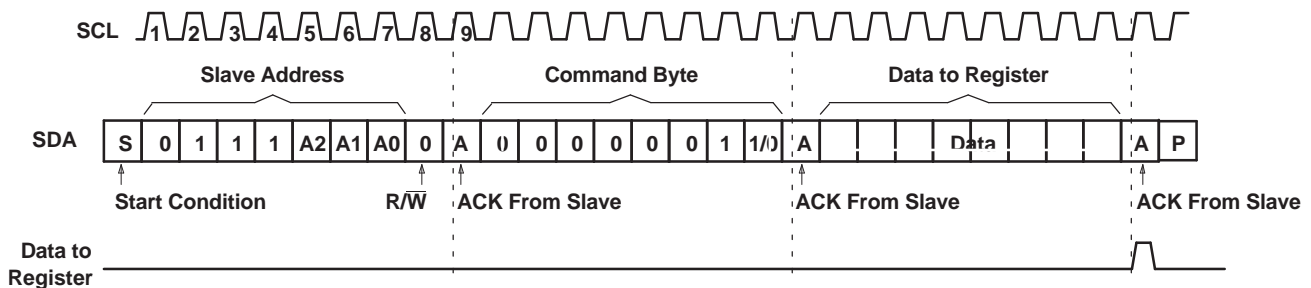 SCL 1 2 3 4 5 6 7 8 9
Slave Address Command Byte Data to Register
SDA S 0 1 1 1 A2 A1 A0 0 A 0 0 0 0 0 0 1 1/0 A Data A P
Start Condition R/W̅ ACK From Slave ACK From Slave ACK From Slave
Data to
Register